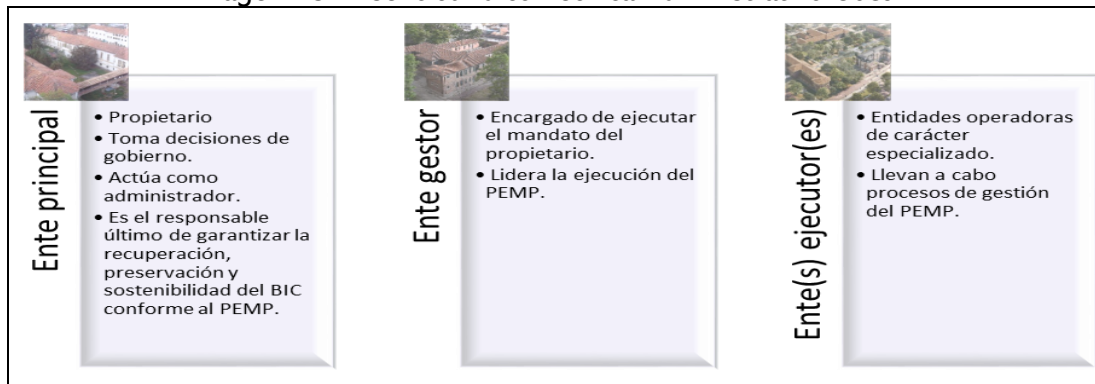 Ente principal
• Propietario
• Toma decisiones de
gobierno.
• Actúa como
administrador.
• Es el responsable
último de garantizar la
recuperación,
preservación y
sostenibilidad del BIC
conforme al PEMP.
Ente gestor
• Encargado de ejecutar
el mandato del
propietario.
• Lidera la ejecución del
PEMP.
Ente(s) ejecutor(es)
• Entidades operadoras
de carácter
especializado.
• Llevan a cabo
procesos de gestión
del PEMP.